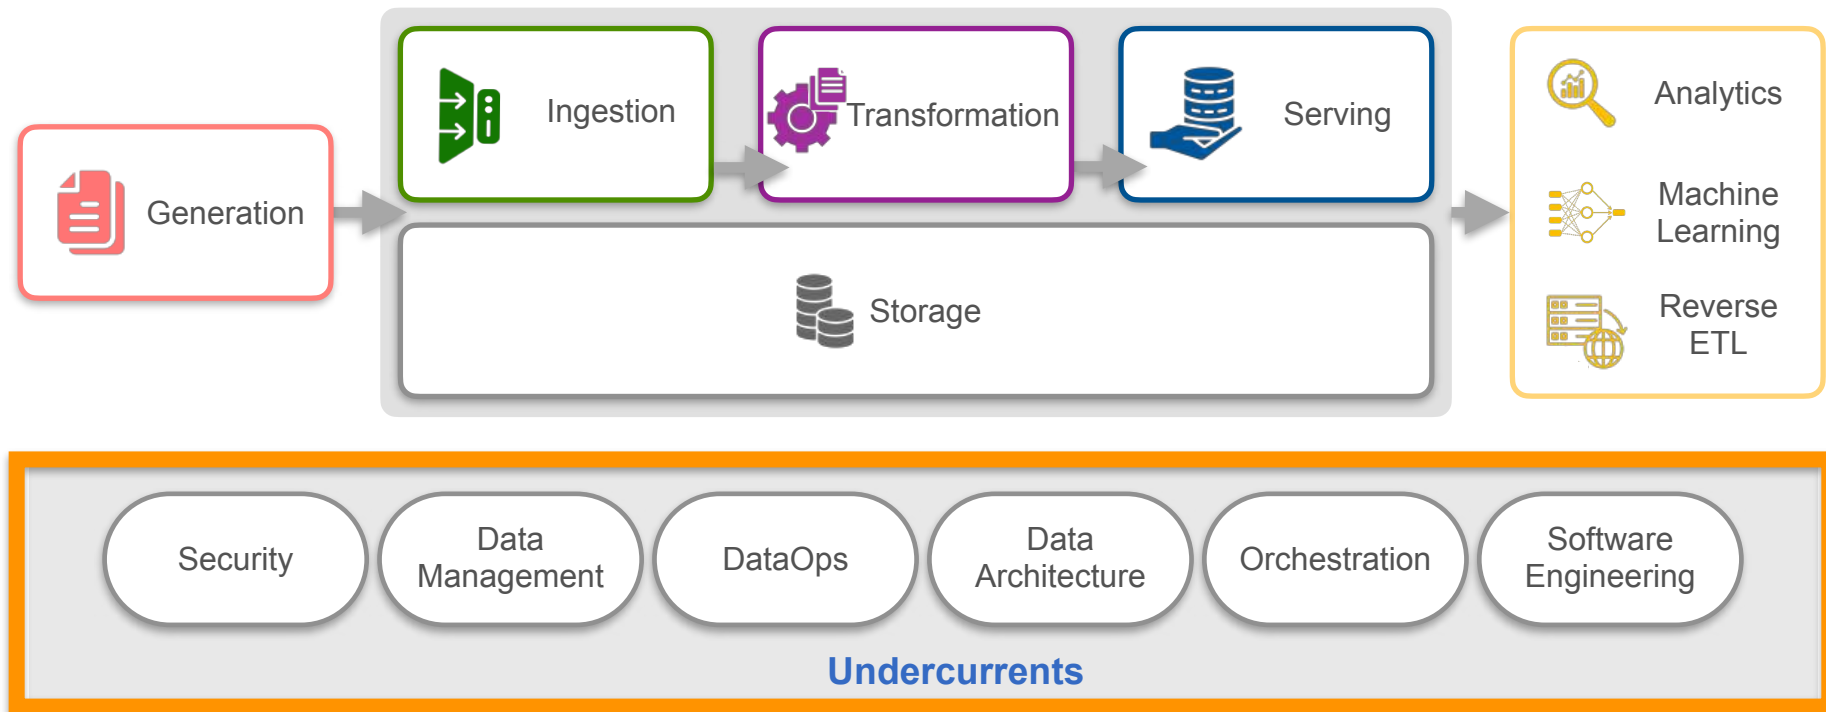 Generation
Ingestion
Transformation
Serving
Storage
Analytics
Machine
Learning
Reverse
ETL
Security
Data
Management
DataOps
Data
Architecture
Orchestration
Software
Engineering
Undercurrents